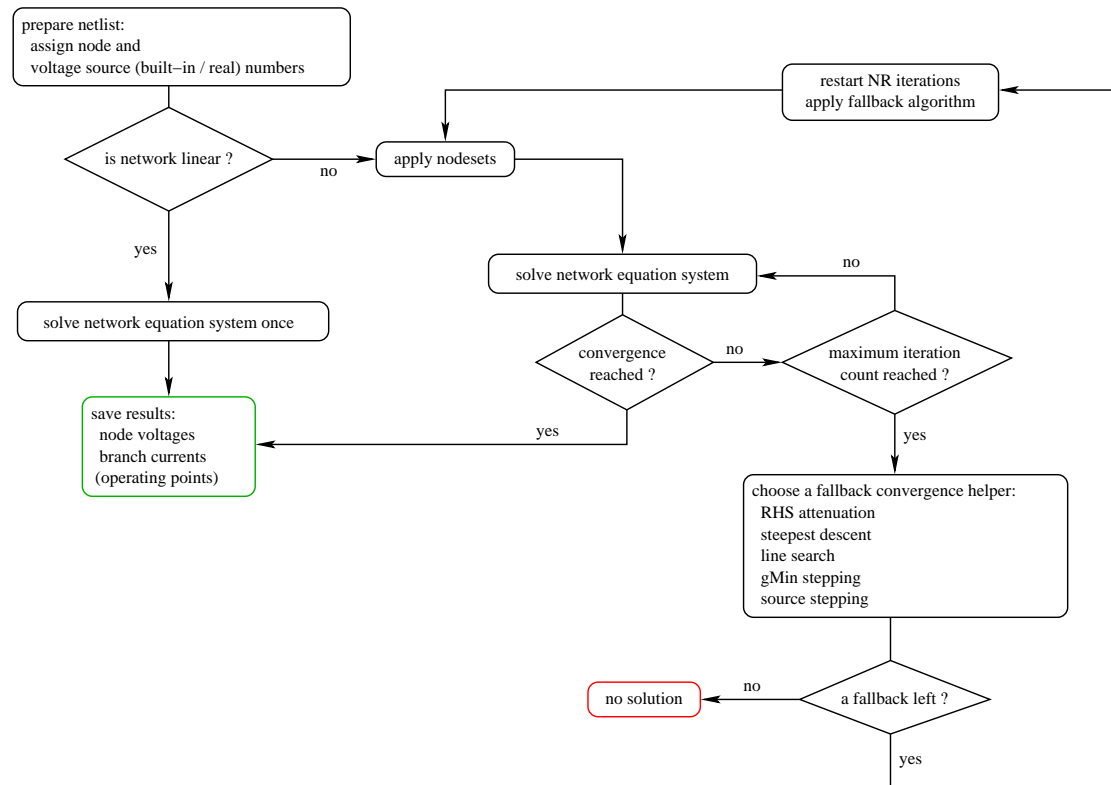 prepare netlist:
assign node and
voltage source (built−in / real) numbers
restart NR iterations
apply fallback algorithm
is network linear ?
no
apply nodesets
yes
solve network equation system
no
solve network equation system once
convergence
reached ?
no
maximum iteration
count reached ?
save results:
node voltages
branch currents
(operating points)
yes
yes
choose a fallback convergence helper:
RHS attenuation
steepest descent
line search
gMin stepping
source stepping
no solution
no
a fallback left ?
yes